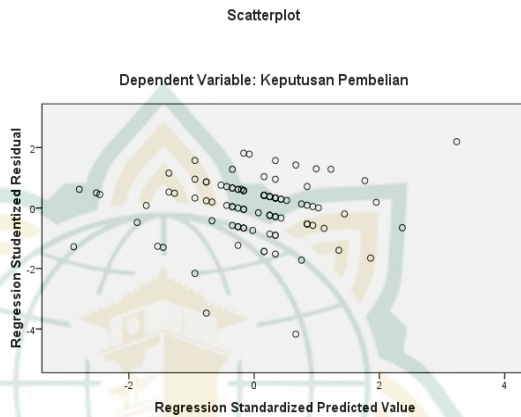 Scatterplot
Dependent Variable: Keputusan Pembelian
Regression Studentized Residual
2
0
-2
-4
-2
0
2
4
Regression Standardized Predicted Value